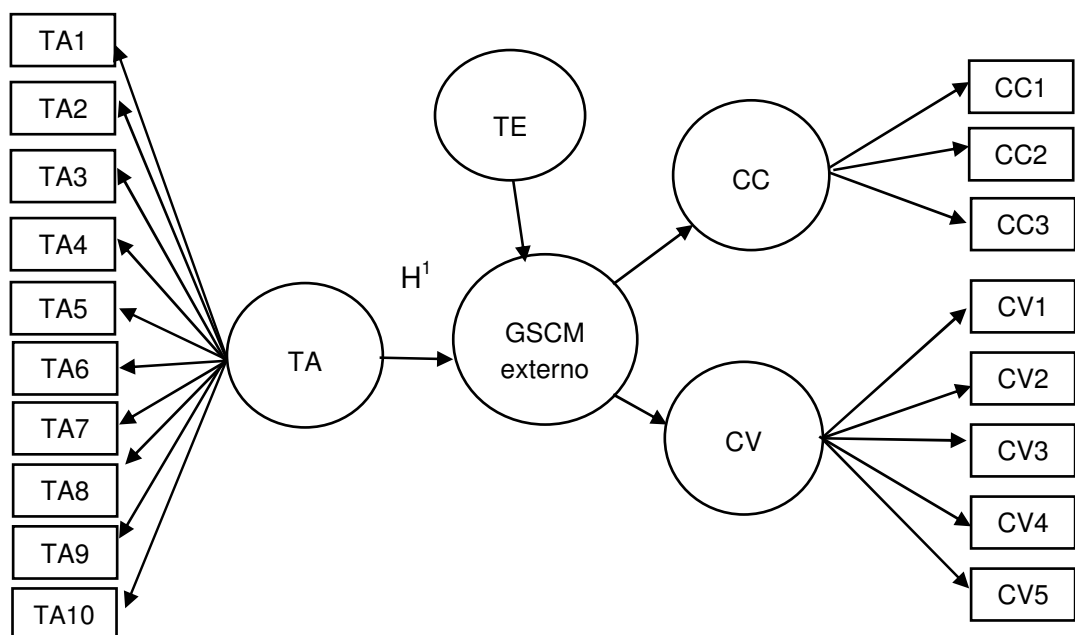 TA1
TA2
TA3
TA4
TA5
TA6
TA7
TA8
TA9
TA10
TA
H¹
TE
GSCM
externo
CC
CV
CC1
CC2
CC3
CV1
CV2
CV3
CV4
CV5